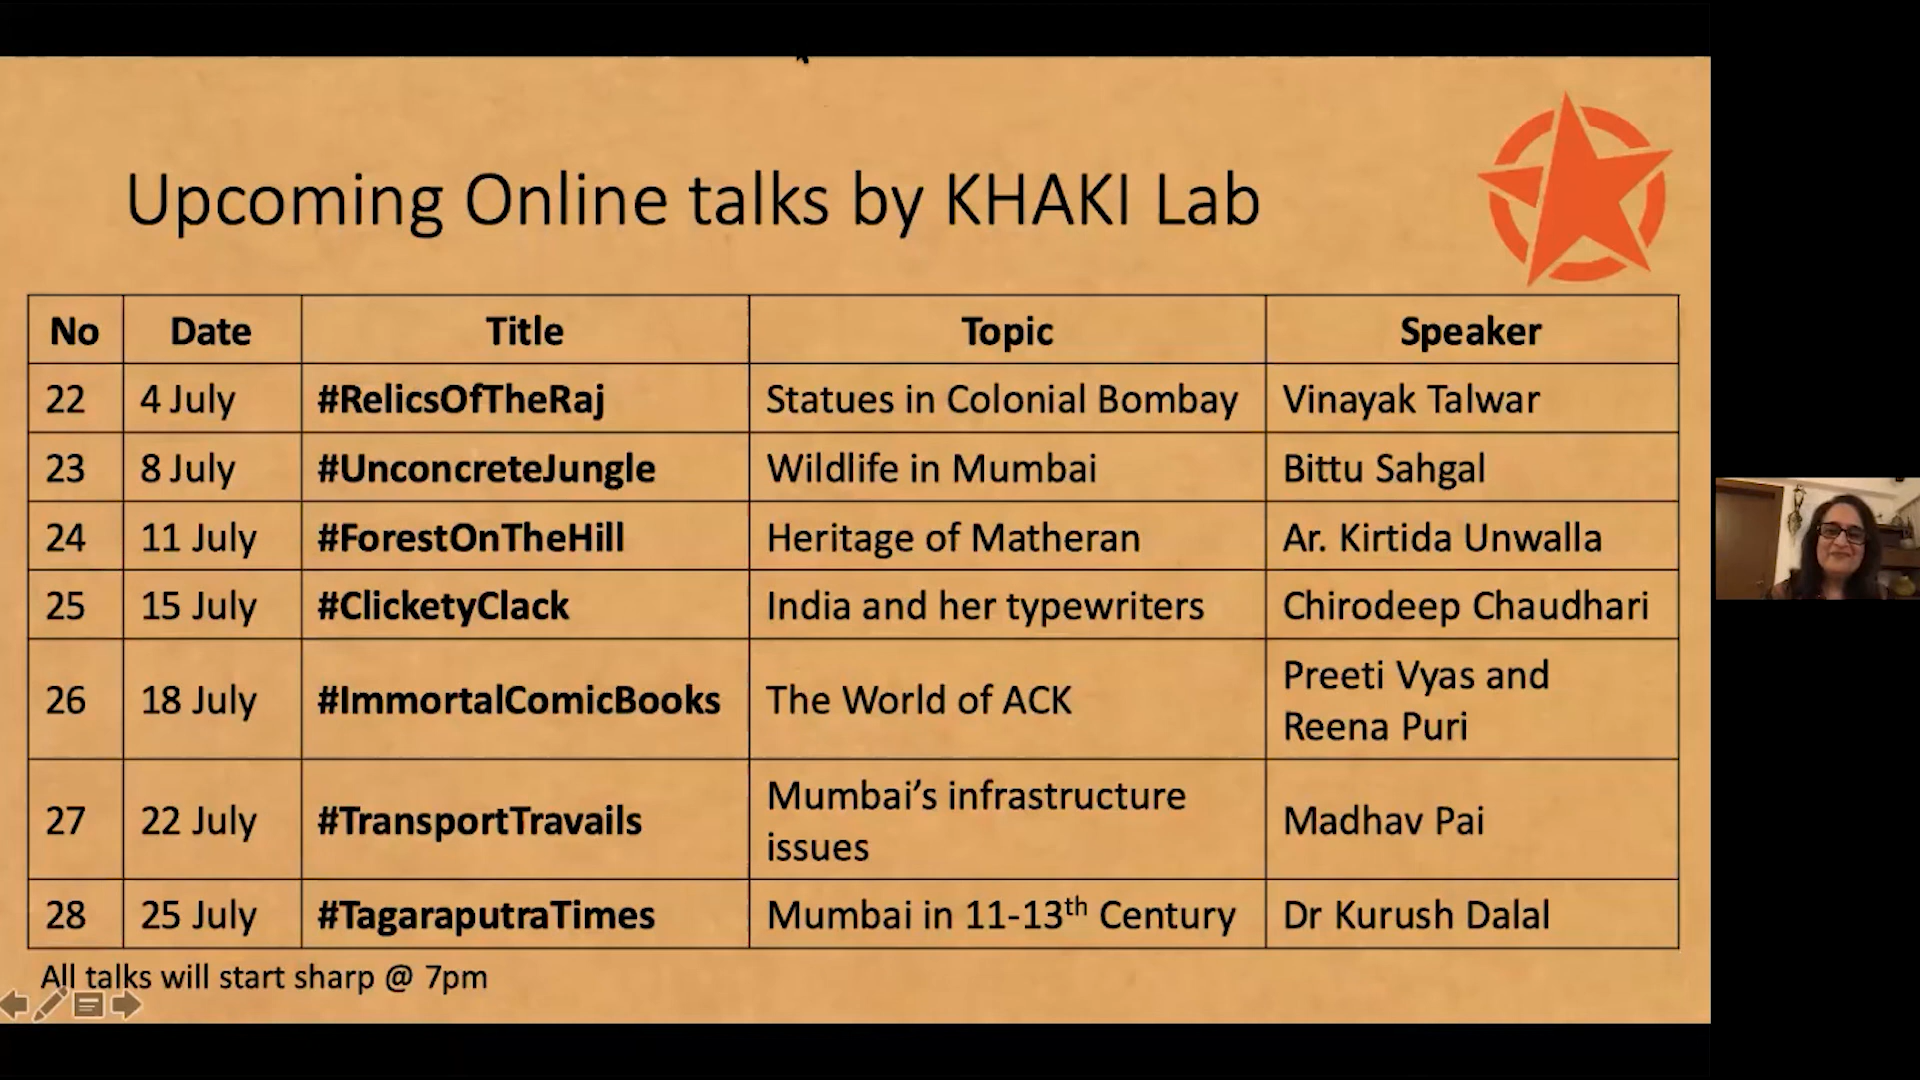 Upcoming Online talks by KHAKI Lab
No Date Title Topic Speaker
22 4 July #RelicsOfTheRaj Statues in Colonial Bombay Vinayak Talwar
23 8 July #UnconcreteJungle Wildlife in Mumbai Bittu Sahgal
24 11 July #ForestOnTheHill Heritage of Matheran Ar. Kirtida Unwalla
25 15 July #ClicketyClack India and her typewriters Chirodeep Chaudhari
26 18 July #ImmortalComicBooks The World of ACK Preeti Vyas and
Reena Puri
27 22 July #TransportTravails Mumbai’s infrastructure
issues Madhav Pai
28 25 July #TagaraputraTimes Mumbai in 11-13th Century Dr Kurush Dalal
All talks will start sharp @ 7pm